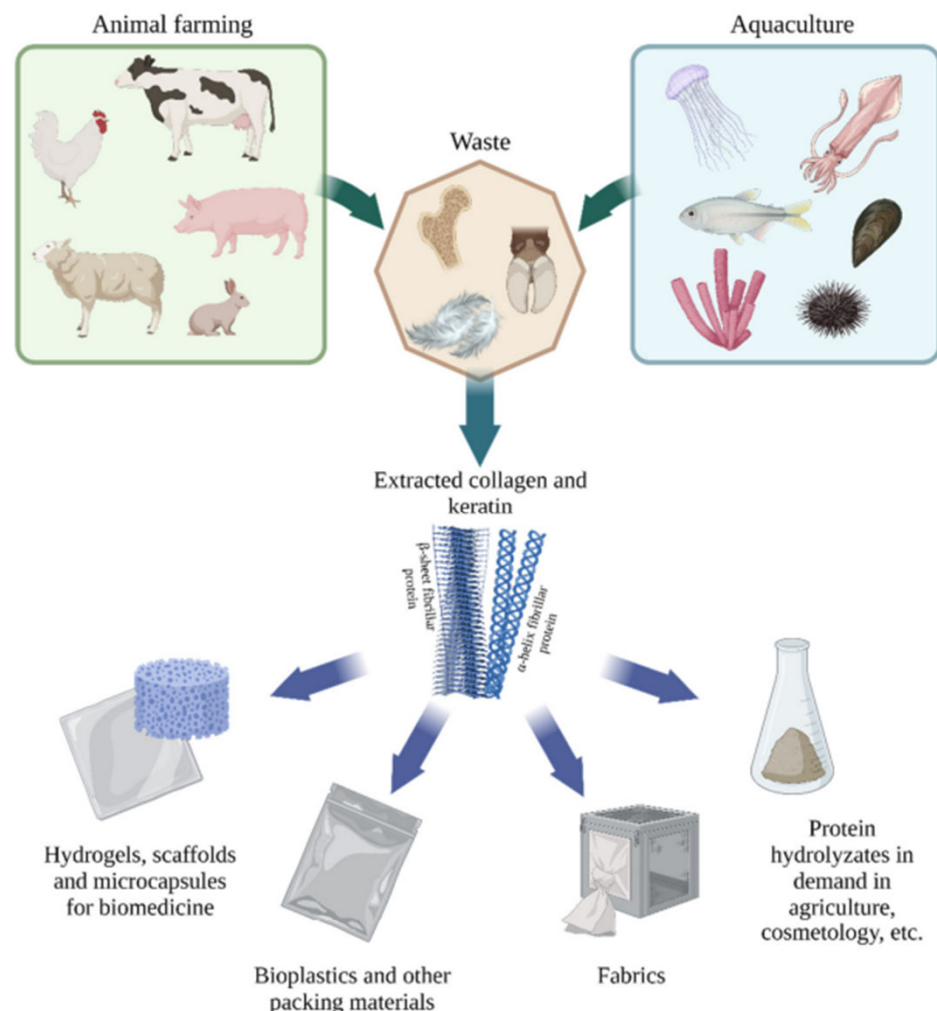 Animal farming
Aquaculture
Waste
Extracted collagen and
keratin
β-sheet fibrillar
protein
α-helix fibrillar
protein
Hydrogels, scaffolds
and microcapsules
for biomedicine
Bioplastics and other
packing materials
Fabrics
Protein
hydrolyzates in
demand in
agriculture,
cosmetology, etc.